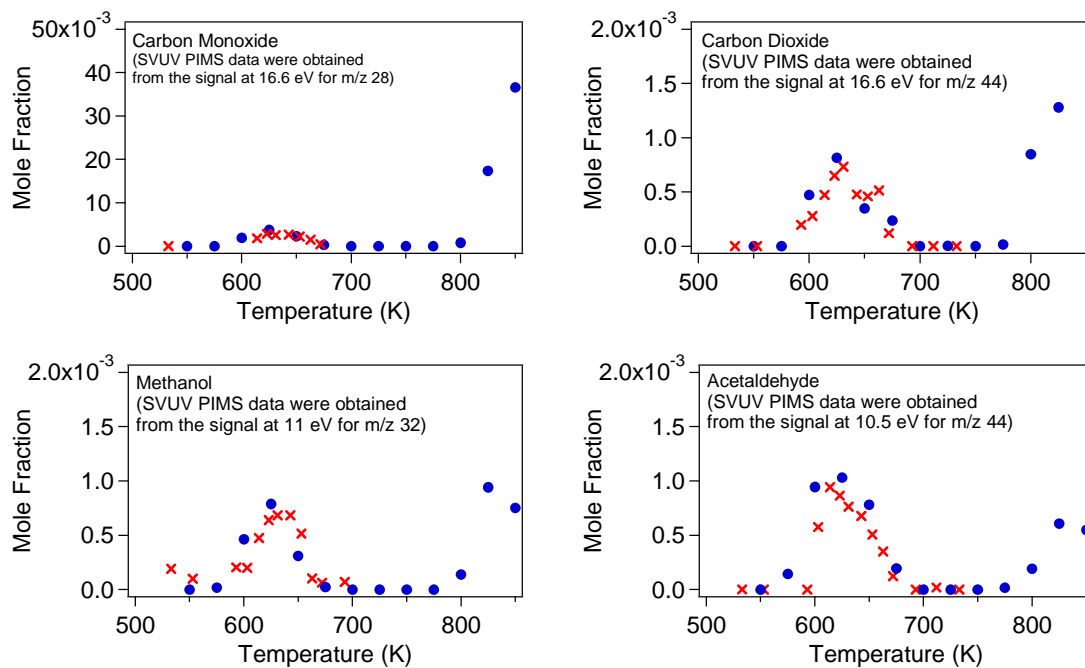 50x10-3
Carbon Monoxide
(SVUV PIMS data were obtained
from the signal at 16.6 eV for m/z 28)
40
30
20
10
0
Mole Fraction
500 600 700 800
Temperature (K)
2.0x10-3
Carbon Dioxide
(SVUV PIMS data were obtained
from the signal at 16.6 eV for m/z 44)
1.5
1.0
0.5
0.0
Mole Fraction
500 600 700 800
Temperature (K)
2.0x10-3
Methanol
(SVUV PIMS data were obtained
from the signal at 11 eV for m/z 32)
1.5
1.0
0.5
0.0
Mole Fraction
500 600 700 800
Temperature (K)
2.0x10-3
Acetaldehyde
(SVUV PIMS data were obtained
from the signal at 10.5 eV for m/z 44)
1.5
1.0
0.5
0.0
Mole Fraction
500 600 700 800
Temperature (K)